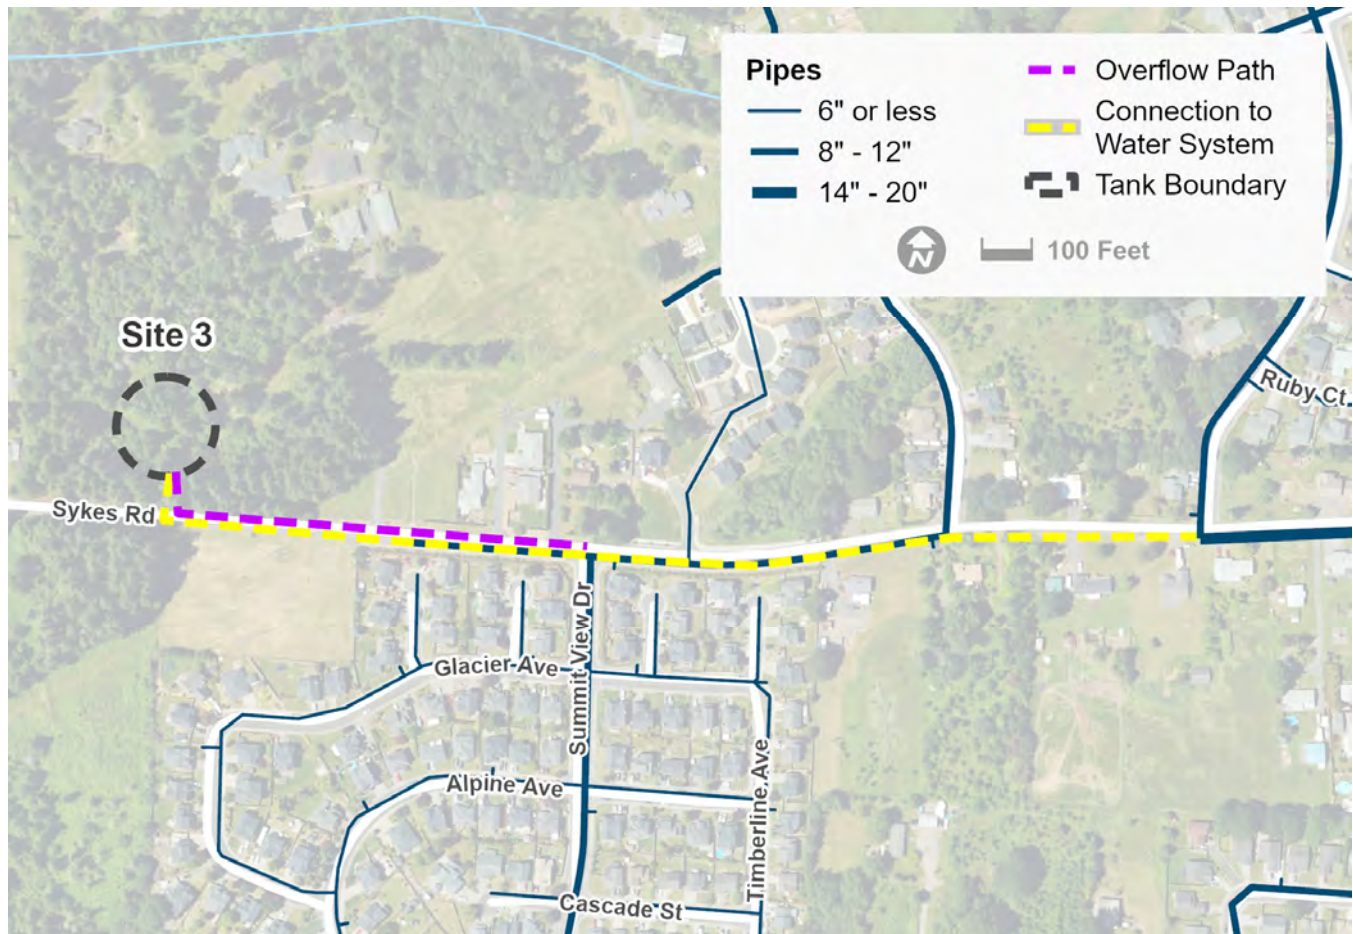 Pipes
6" or less
8" - 12"
14" - 20"
Overflow Path
Connection to
Water System
Tank Boundary
N
100 Feet
Site 3
Ruby Ct
Sykes Rd
Summit View Dr
Glacier Ave
Alpine Ave
Timberline Ave
Cascade St